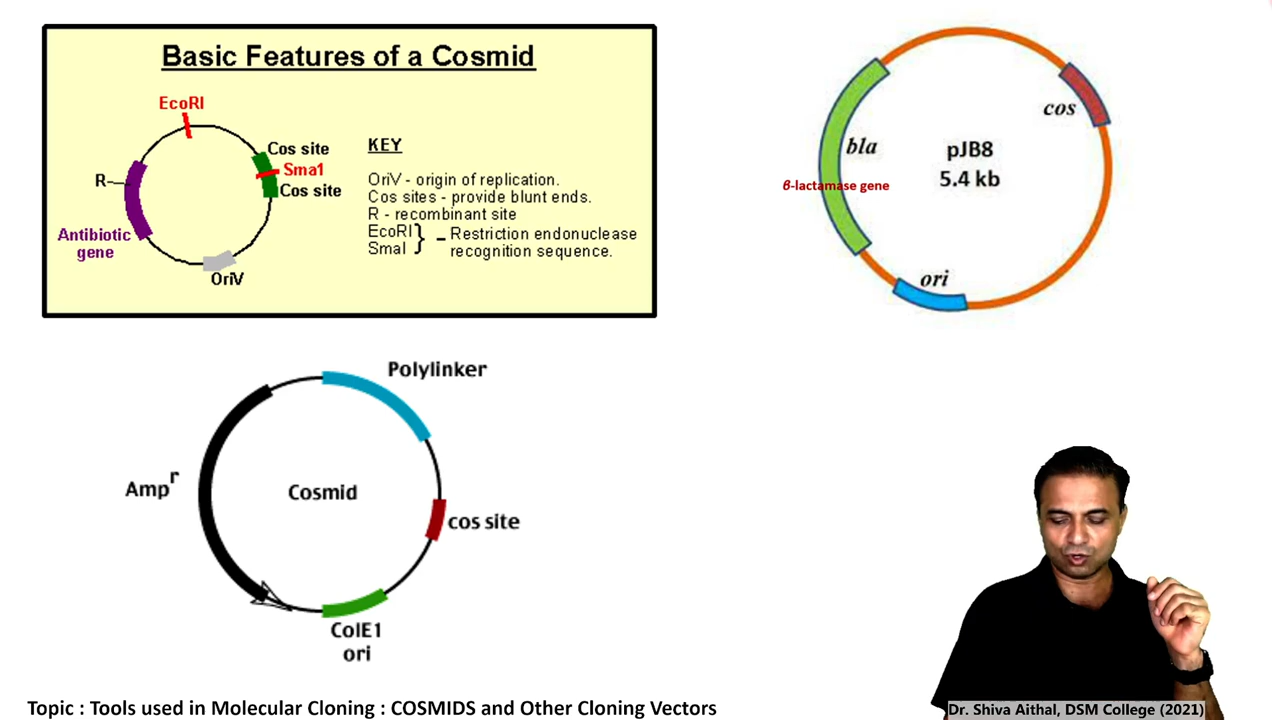 Basic Features of a Cosmid
EcoRI
Cos site
Sma1
Cos site
R
Antibiotic
gene
OriV
KEY
OriV - origin of replication.
Cos sites - provide blunt ends.
R - recombinant site
EcoRI
SmaI
} - Restriction endonuclease
recognition sequence.
bla
β-lactamase gene
pJB8
5.4 kb
cos
ori
Polylinker
Amp^r
Cosmid
cos site
ColE1
ori
Topic : Tools used in Molecular Cloning : COSMIDS and Other Cloning Vectors
Dr. Shiva Aithal, DSM College (2021)